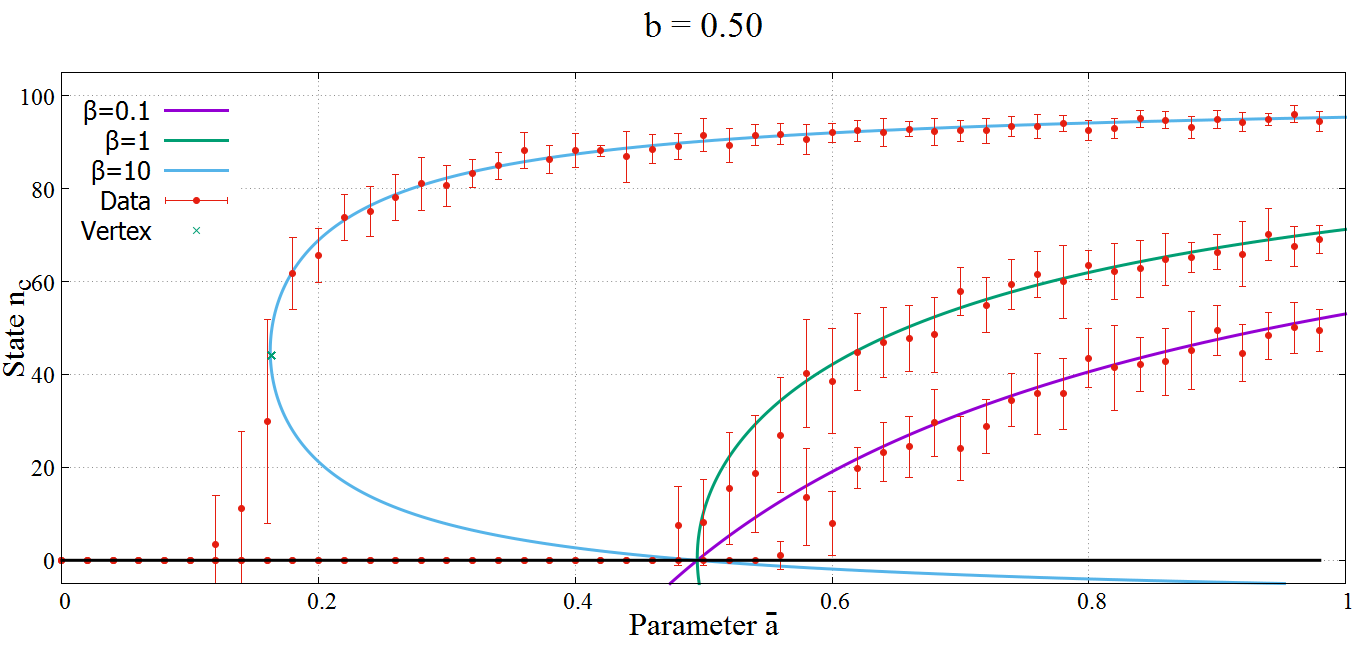 b = 0.50
100
80
60
40
20
0
State n_c
β=0.1
β=1
β=10
Data
Vertex
0 0.2 0.4 0.6 0.8 1
Parameter ā